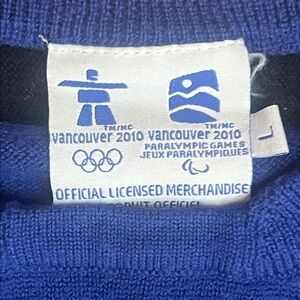 TM/MC
TM/MC
vancouver 2010
vancouver 2010
PARALYMPIC GAMES
JEUX PARALYMPIQUES
L
OFFICIAL LICENSED MERCHANDISE
OFFICIEL